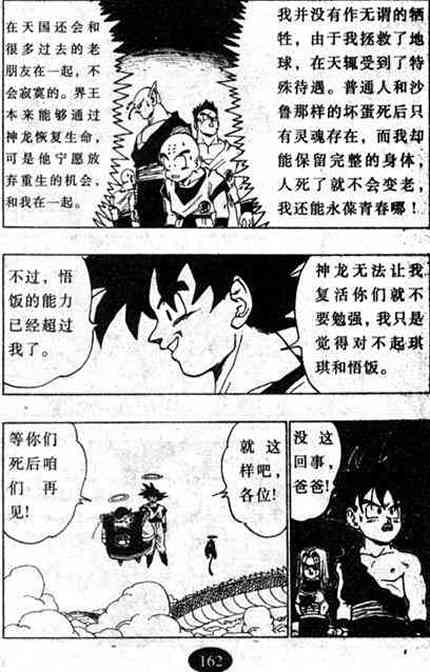 我并没有作无谓的牺
牲，由于我拯救了地
球，在天辄受到了特
殊待遇。普通人和沙
鲁那样的坏蛋死后只
有灵魂存在，而我却
能保留完整的身体，
人死了就不会变老，
我还能永葆青春哪！
在天国还会和
很多过去的老
朋友在一起，不
会寂寞的。界王
本来能够通过
神龙恢复生命，
可是他宁愿放
弃重生的机会、
和我在一起。
神龙无法让我
复活你们就不
要勉强，我只是
觉得对不起琪
琪和悟饭。
不过，悟
饭的能力
已经超过
我了。
没这
回事，
爸爸！
就这
样吧，
各位！
等你们
死后咱
们再
见！
162